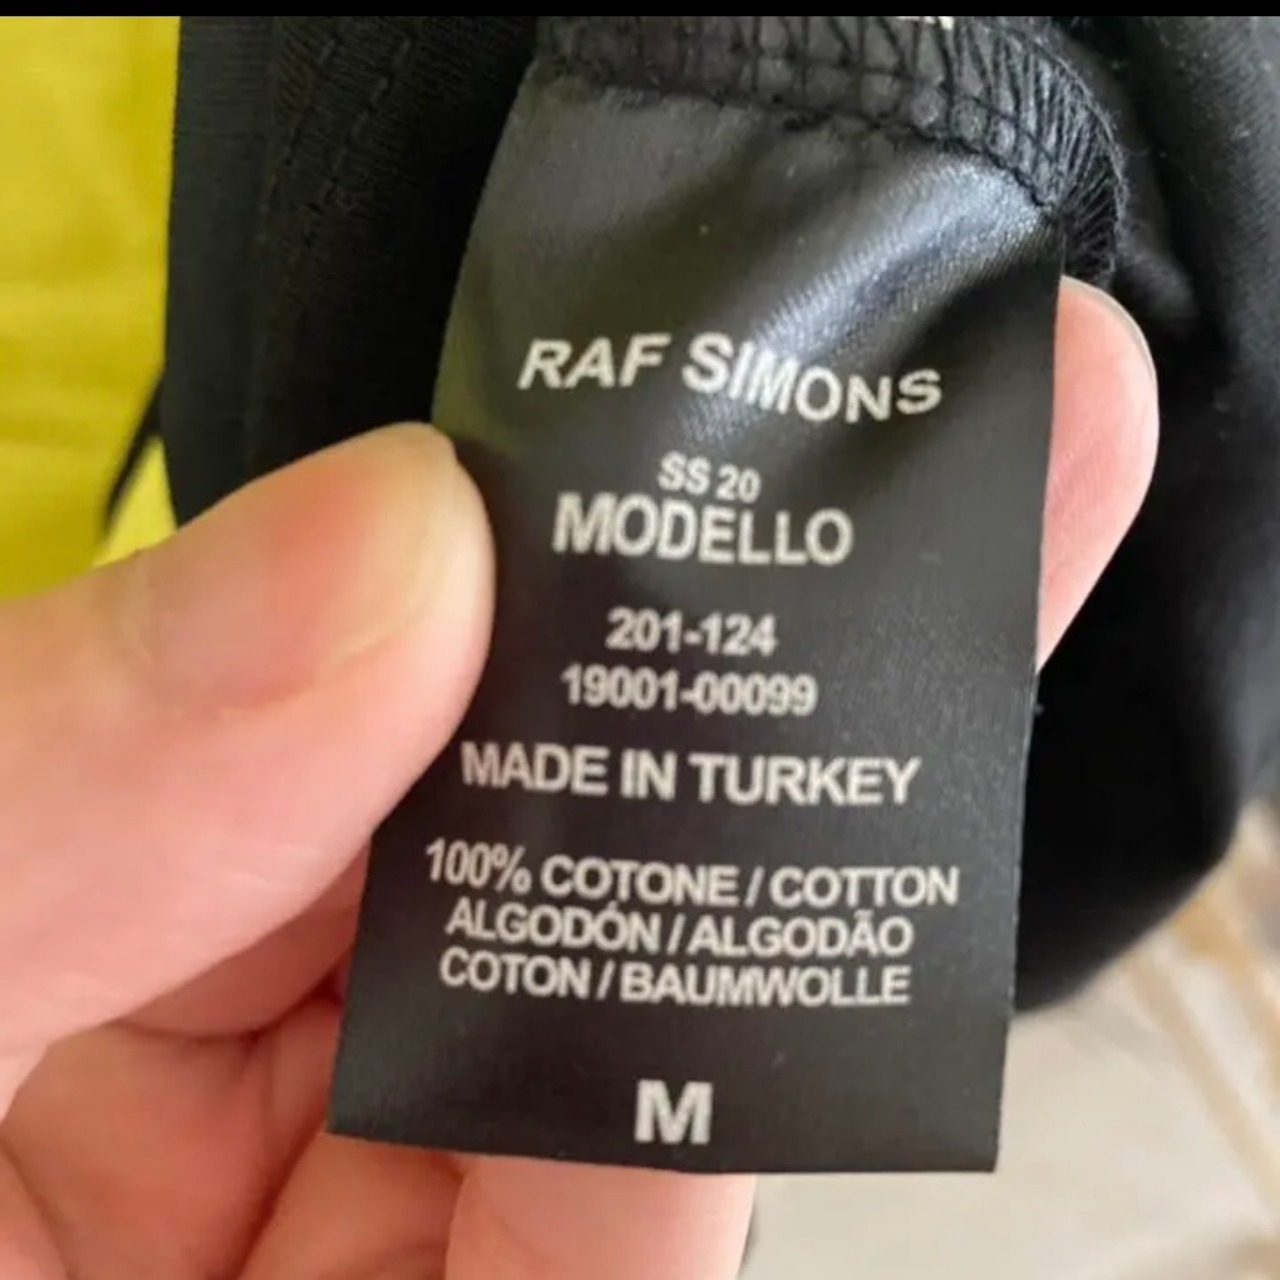 RAF SIMONS
SS 20
MODELLO
201-124
19001-00099
MADE IN TURKEY
100% COTONE / COTTON
ALGODÓN / ALGODÃO
COTON / BAUMWOLLE
M